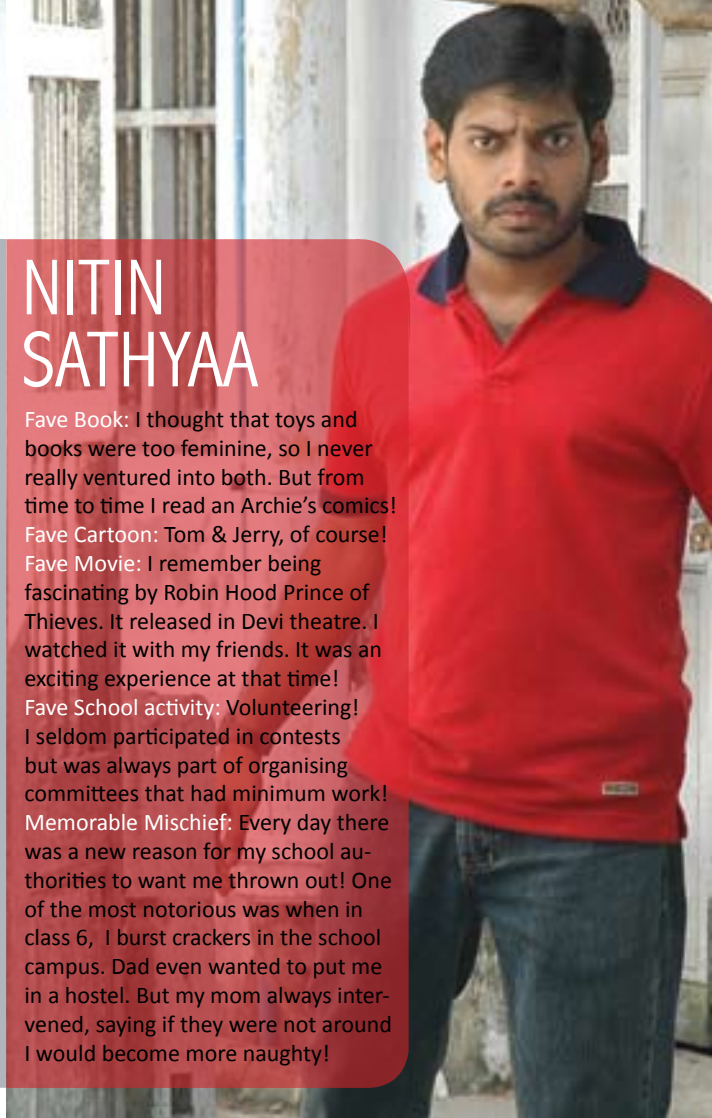 NITIN
SATHYAA
Fave Book: I thought that toys and
books were too feminine, so I never
really ventured into both. But from
time to time I read an Archie's comics!
Fave Cartoon: Tom & Jerry, of course!
Fave Movie: I remember being
fascinating by Robin Hood Prince of
Thieves. It released in Devi theatre. I
watched it with my friends. It was an
exciting experience at that time!
Fave School activity: Volunteering!
I seldom participated in contests
but was always part of organising
committees that had minimum work!
Memorable Mischief: Every day there
was a new reason for my school au-
thorities to want me thrown out! One
of the most notorious was when in
class 6,  I burst crackers in the school
campus. Dad even wanted to put me
in a hostel. But my mom always inter-
vened, saying if they were not around
I would become more naughty!